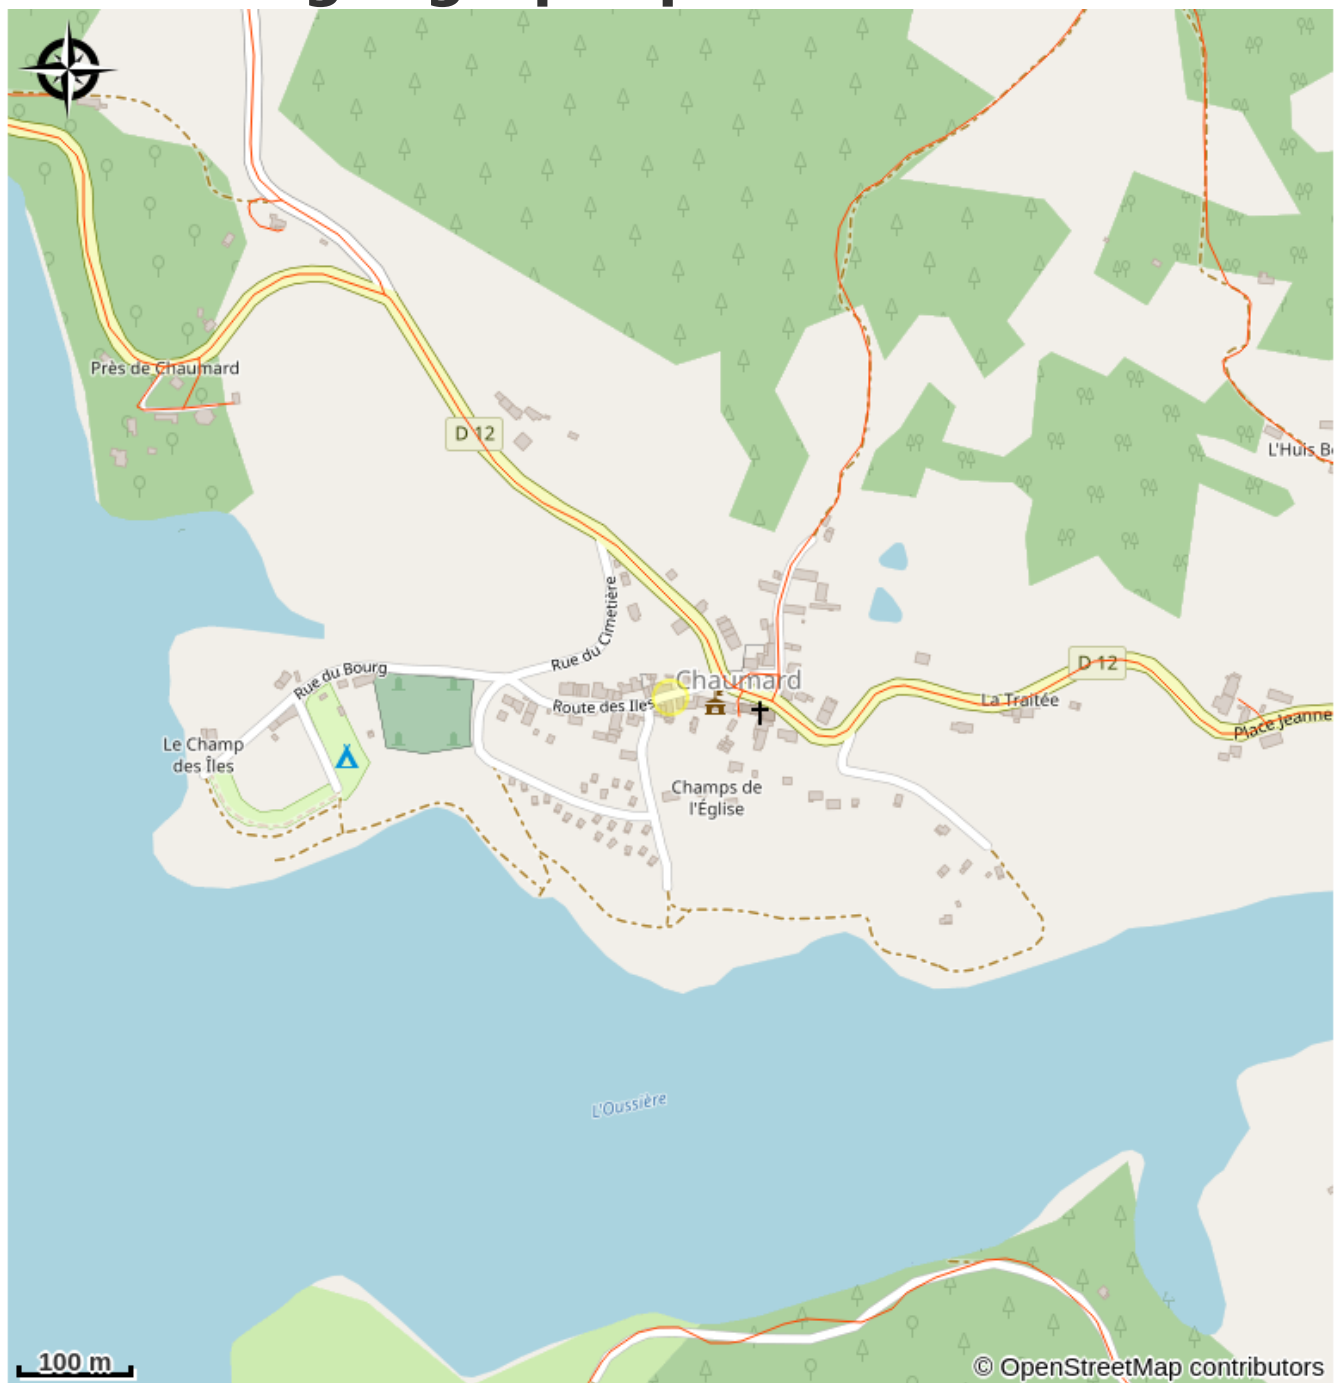 Près de Chaumard
D 12
L'Huis B
Rue du Cimetière
Rue du Bourg
Chaumard
D 12
La Traitée
Route des Iles
Place Jeanne
Le Champ
des Îles
Champs de
l'Église
L'Oussière
100 m
© OpenStreetMap contributors